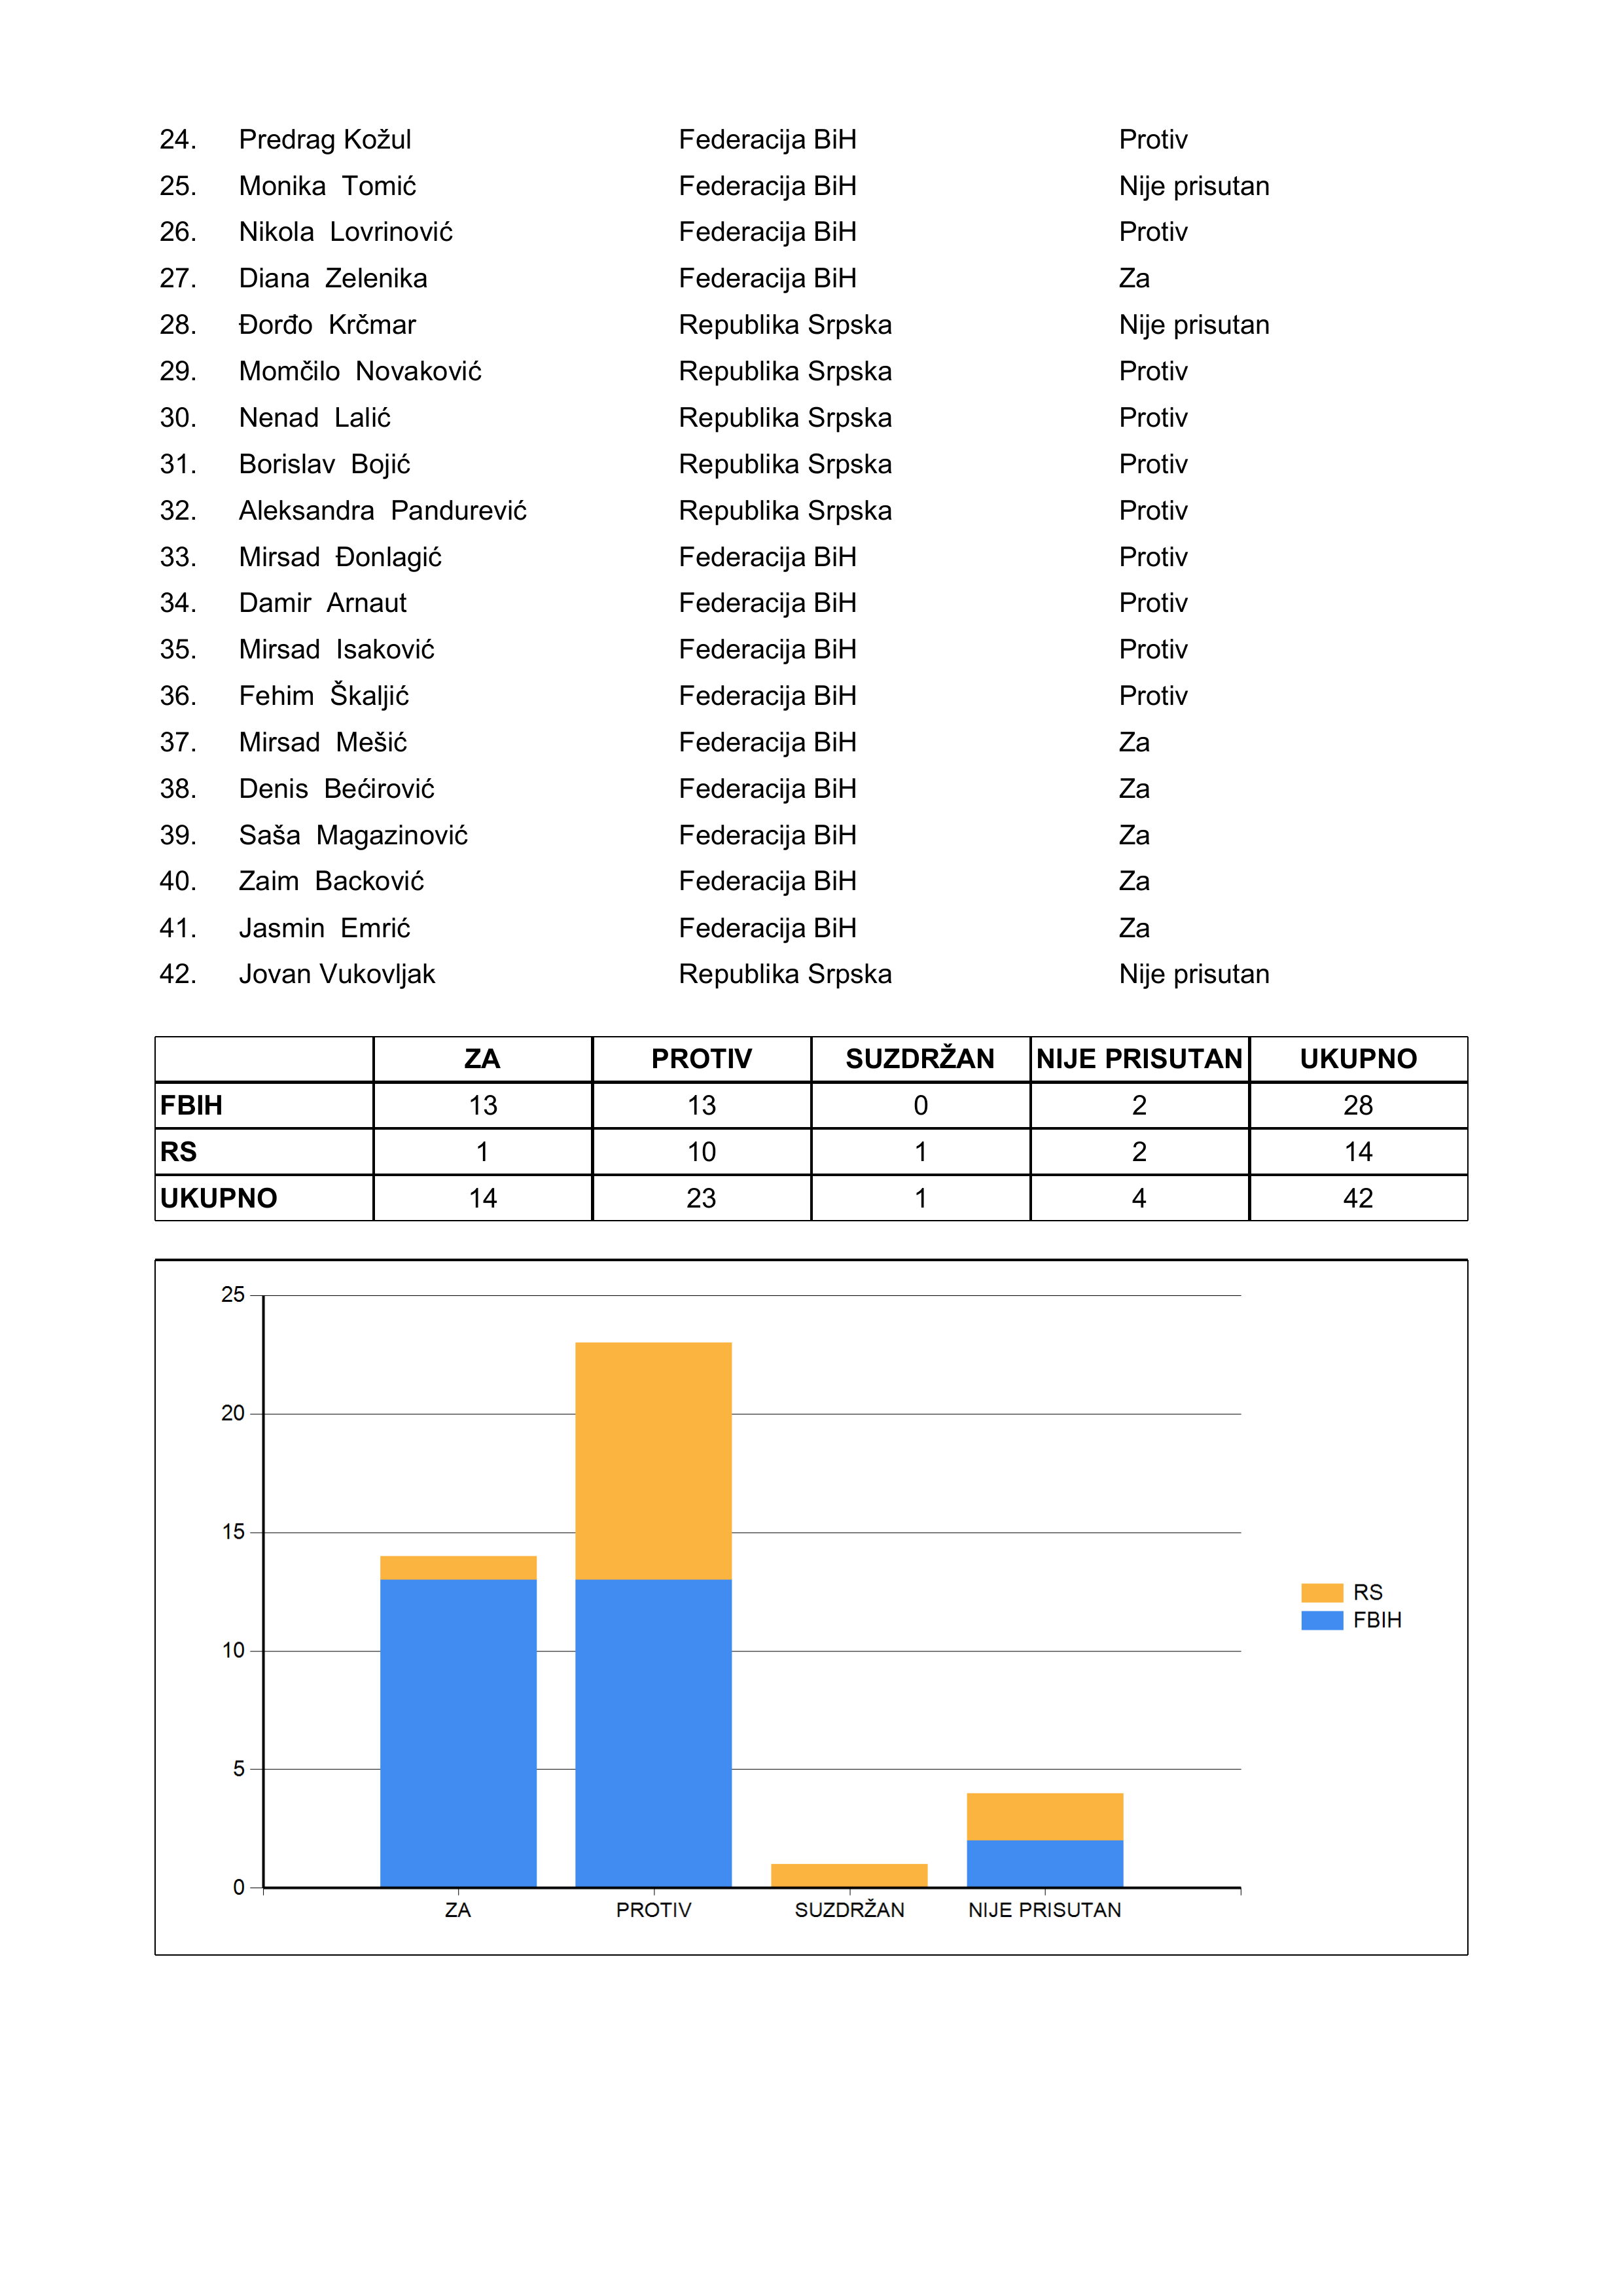 24. Predrag Kožul Federacija BiH Protiv
25. Monika Tomić Federacija BiH Nije prisutan
26. Nikola Lovrinović Federacija BiH Protiv
27. Diana Zelenika Federacija BiH Za
28. Đorđo Krčmar Republika Srpska Nije prisutan
29. Momčilo Novaković Republika Srpska Protiv
30. Nenad Lalić Republika Srpska Protiv
31. Borislav Bojić Republika Srpska Protiv
32. Aleksandra Pandurević Republika Srpska Protiv
33. Mirsad Đonlagić Federacija BiH Protiv
34. Damir Arnaut Federacija BiH Protiv
35. Mirsad Isaković Federacija BiH Protiv
36. Fehim Škaljić Federacija BiH Protiv
37. Mirsad Mešić Federacija BiH Za
38. Denis Bećirović Federacija BiH Za
39. Saša Magazinović Federacija BiH Za
40. Zaim Backović Federacija BiH Za
41. Jasmin Emrić Federacija BiH Za
42. Jovan Vukovljak Republika Srpska Nije prisutan
ZA PROTIV SUZDRŽAN NIJE PRISUTAN UKUPNO
FBIH 13 13 0 2 28
RS 1 10 1 2 14
UKUPNO 14 23 1 4 42
25
20
15
10
5
0
ZA PROTIV SUZDRŽAN NIJE PRISUTAN
RS
FBIH